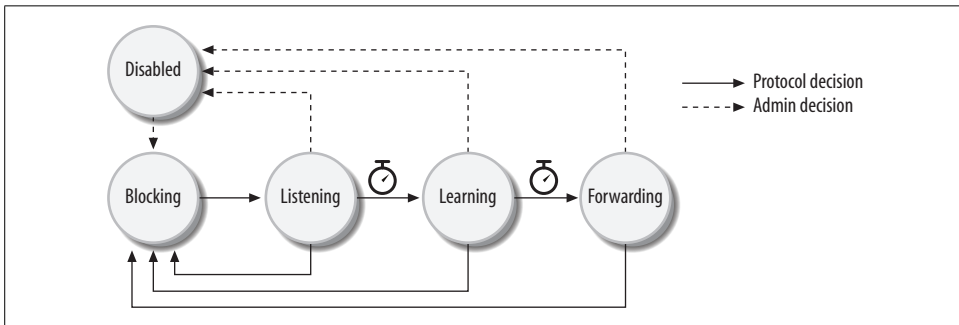 Disabled
Protocol decision
Admin decision
Blocking
Listening
Learning
Forwarding